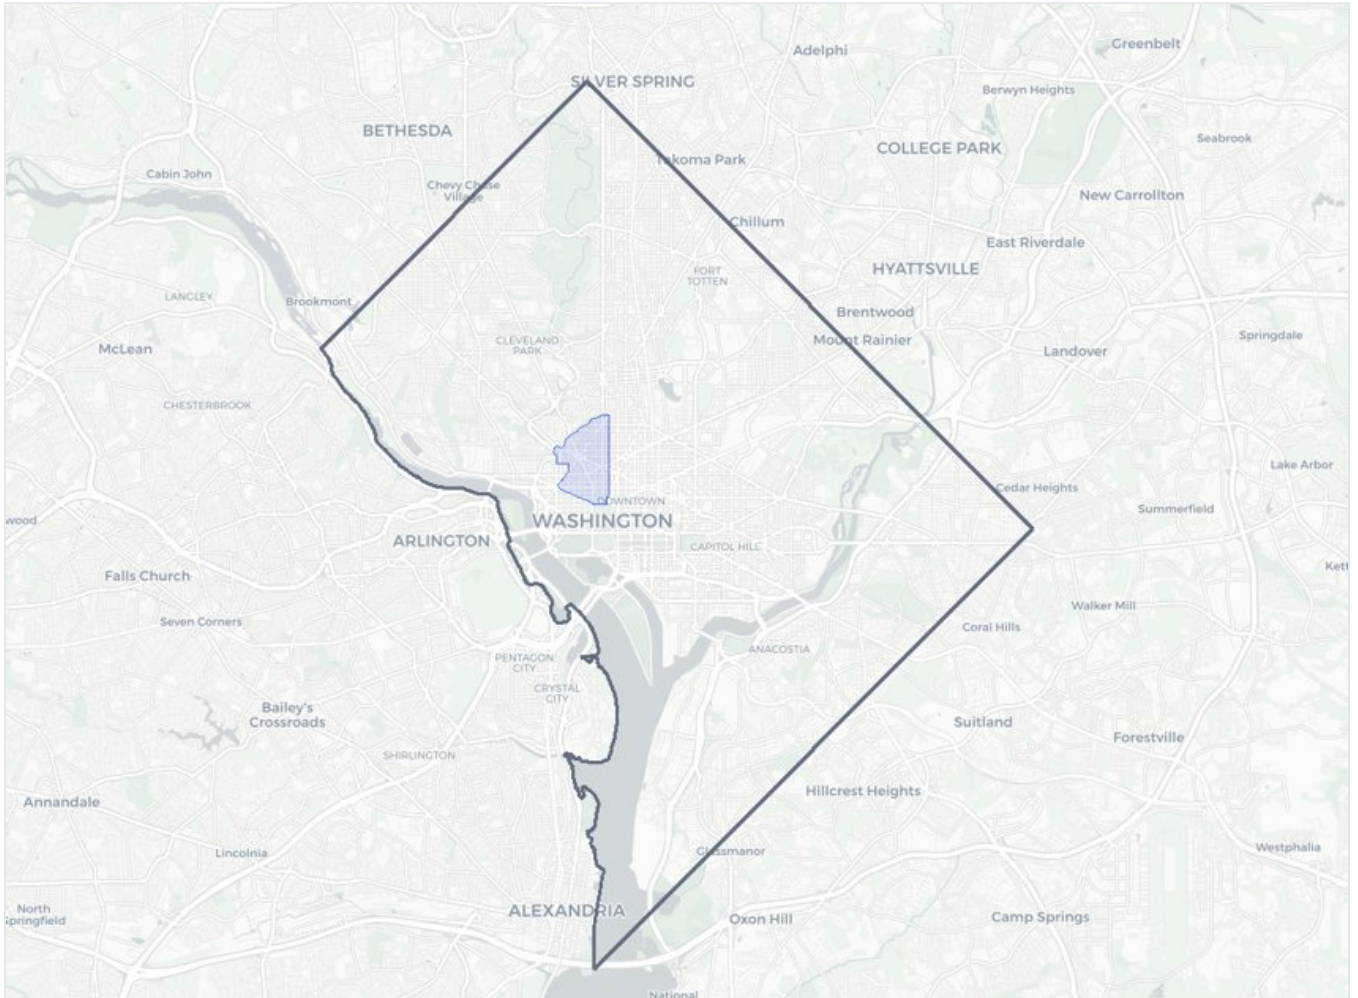 Adelphi
Greenbelt
SILVER SPRING
Berwyn Heights
BETHESDA
Seabrook
COLLEGE PARK
Takoma Park
Cabin John
Chevy Chase
Village
New Carrollton
Chillum
East Riverdale
HYATTSVILLE
FORT
TOTTEN
LANGLEY
Brookmont
Brentwood
Springdale
Mount Rainier
CLEVELAND
PARK
McLean
Landover
CHESTERBROOK
Lake Arbor
Cedar Heights
DOWNTOWN
Summerfield
wood
WASHINGTON
ARLINGTON
CAPITOL HILL
Kett
Falls Church
Walker Mill
Seven Corners
Coral Hills
ANACOSTIA
PENTAGON
CITY
CRYSTAL
CITY
Bailey's
Crossroads
Suitland
Forestville
SHIRLINGTON
Hillcrest Heights
Annandale
Lincolnia
Glassmanor
Westphalia
North
Springfield
ALEXANDRIA
Oxon Hill
Camp Springs
National